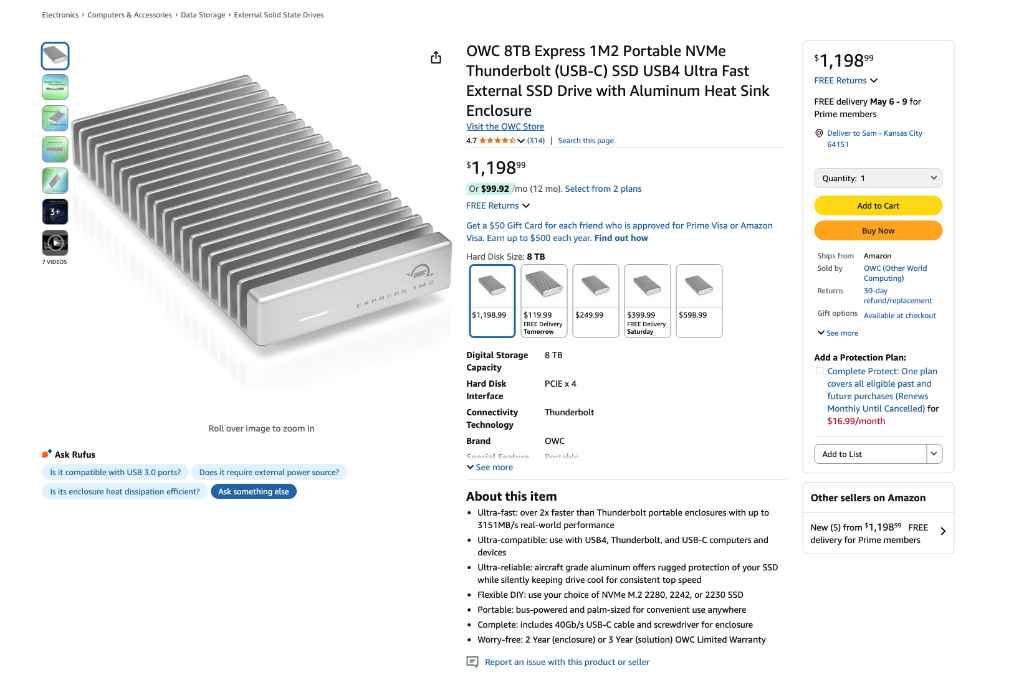 Electronics › Computers & Accessories › Data Storage › External Solid State Drives
3+
7 VIDEOS
EXPRESS 1M2
Roll over image to zoom in
Ask Rufus
Is it compatible with USB 3.0 ports?
Does it require external power source?
Is its enclosure heat dissipation efficient?
Ask something else
OWC 8TB Express 1M2 Portable NVMe
Thunderbolt (USB-C) SSD USB4 Ultra Fast
External SSD Drive with Aluminum Heat Sink
Enclosure
Visit the OWC Store
4.7 (314) | Search this page
$1,198.99
Or $99.92 /mo (12 mo). Select from 2 plans
FREE Returns
Get a $50 Gift Card for each friend who is approved for Prime Visa or Amazon
Visa. Earn up to $500 each year. Find out how
Hard Disk Size: 8 TB
$1,198.99
$119.99
FREE Delivery
Tomorrow
$249.99
$399.99
FREE Delivery
Saturday
$598.99
Digital Storage
Capacity
8 TB
Hard Disk
Interface
PCIE x 4
Connectivity
Technology
Thunderbolt
Brand
OWC
Special Feature
Portable
See more
About this item
• Ultra-fast: over 2x faster than Thunderbolt portable enclosures with up to
3151MB/s real-world performance
• Ultra-compatible: use with USB4, Thunderbolt, and USB-C computers and
devices
• Ultra-reliable: aircraft grade aluminum offers rugged protection of your SSD
while silently keeping drive cool for consistent top speed
• Flexible DIY: use your choice of NVMe M.2 2280, 2242, or 2230 SSD
• Portable: bus-powered and palm-sized for convenient use anywhere
• Complete: includes 40Gb/s USB-C cable and screwdriver for enclosure
• Worry-free: 2 Year (enclosure) or 3 Year (solution) OWC Limited Warranty
Report an issue with this product or seller
$1,198.99
FREE Returns
FREE delivery May 6 - 9 for
Prime members
Deliver to Sam - Kansas City
64151
Quantity: 1
Add to Cart
Buy Now
Ships from Amazon
Sold by OWC (Other World
Computing)
Returns 30-day
refund/replacement
Gift options Available at checkout
See more
Add a Protection Plan:
Complete Protect: One plan
covers all eligible past and
future purchases (Renews
Monthly Until Cancelled) for
$16.99/month
Add to List
Other sellers on Amazon
New (5) from $1,198.99 FREE
delivery for Prime members